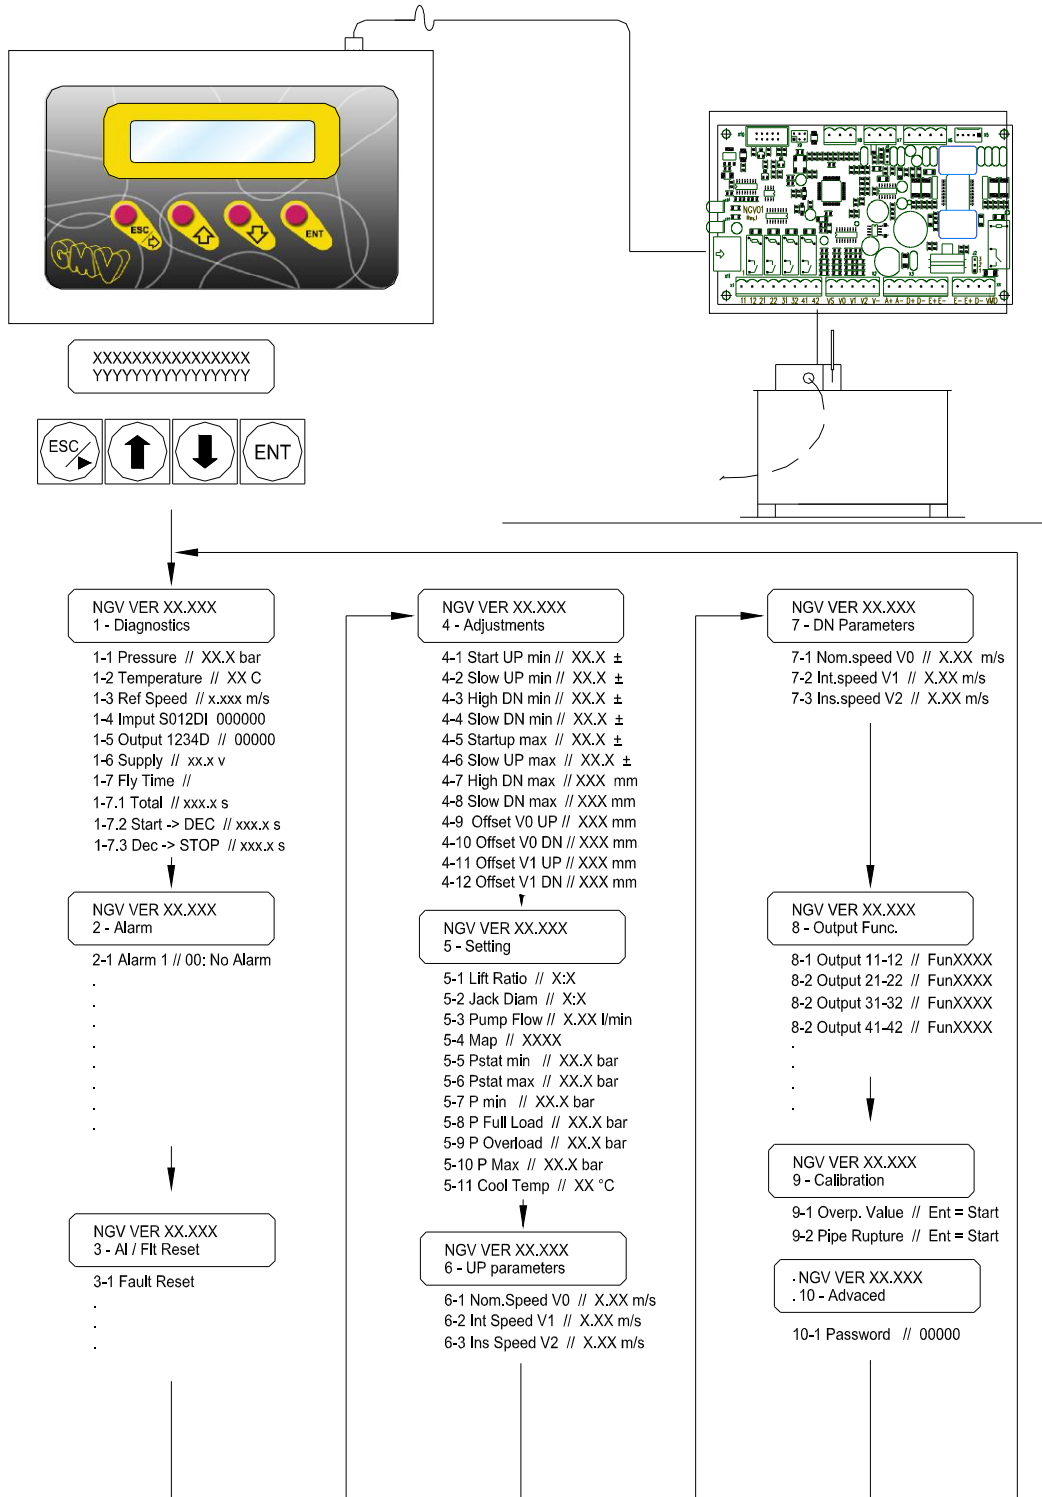 ESC
ENT
GMV
NGV01
Rev.1
11 12 21 22 31 32 41 42 VS V0 V1 V2 V- A+ A- D+ D- E+ E- E- E+ D- VMD
XXXXXXXXXXXXXXXX
YYYYYYYYYYYYYYYY
ESC
ENT
NGV VER XX.XXX
1 - Diagnostics
1-1 Pressure // XX.X bar
1-2 Temperature // XX C
1-3 Ref Speed // x.xxx m/s
1-4 Imput S012DI 000000
1-5 Output 1234D // 00000
1-6 Supply // xx.x v
1-7 Fly Time //
1-7.1 Total // xxx.x s
1-7.2 Start -> DEC // xxx.x s
1-7.3 Dec -> STOP // xxx.x s
NGV VER XX.XXX
2 - Alarm
2-1 Alarm 1 // 00: No Alarm
.
.
.
.
.
.
.
.
NGV VER XX.XXX
3 - Al / Flt Reset
3-1 Fault Reset
.
.
.
NGV VER XX.XXX
4 - Adjustments
4-1 Start UP min // XX.X ±
4-2 Slow UP min // XX.X ±
4-3 High DN min // XX.X ±
4-4 Slow DN min // XX.X ±
4-5 Startup max // XX.X ±
4-6 Slow UP max // XX.X ±
4-7 High DN max // XXX mm
4-8 Slow DN max // XXX mm
4-9 Offset V0 UP // XXX mm
4-10 Offset V0 DN // XXX mm
4-11 Offset V1 UP // XXX mm
4-12 Offset V1 DN // XXX mm
NGV VER XX.XXX
5 - Setting
5-1 Lift Ratio // X:X
5-2 Jack Diam // X:X
5-3 Pump Flow // X.XX l/min
5-4 Map // XXXX
5-5 Pstat min // XX.X bar
5-6 Pstat max // XX.X bar
5-7 P min // XX.X bar
5-8 P Full Load // XX.X bar
5-9 P Overload // XX.X bar
5-10 P Max // XX.X bar
5-11 Cool Temp // XX °C
NGV VER XX.XXX
6 - UP parameters
6-1 Nom.Speed V0 // X.XX m/s
6-2 Int Speed V1 // X.XX m/s
6-3 Ins Speed V2 // X.XX m/s
NGV VER XX.XXX
7 - DN Parameters
7-1 Nom.speed V0 // X.XX m/s
7-2 Int.speed V1 // X.XX m/s
7-3 Ins.speed V2 // X.XX m/s
NGV VER XX.XXX
8 - Output Func.
8-1 Output 11-12 // FunXXXX
8-2 Output 21-22 // FunXXXX
8-2 Output 31-32 // FunXXXX
8-2 Output 41-42 // FunXXXX
.
.
.
.
NGV VER XX.XXX
9 - Calibration
9-1 Overp. Value // Ent = Start
9-2 Pipe Rupture // Ent = Start
. NGV VER XX.XXX
. 10 - Advaced
10-1 Password // 00000